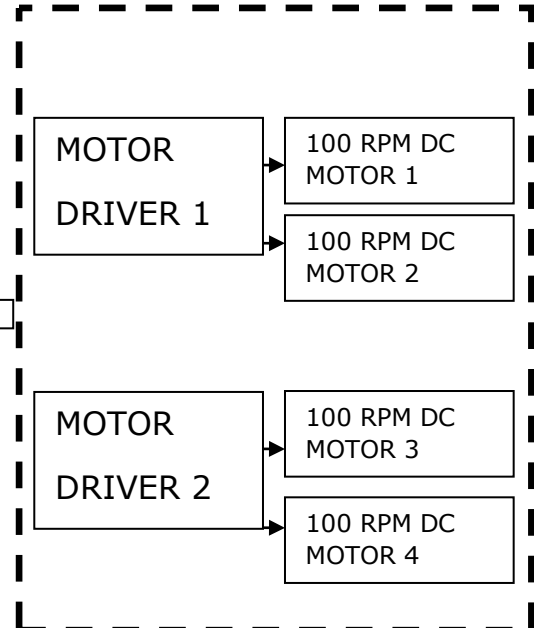 MOTOR
DRIVER 1
100 RPM DC
MOTOR 1
100 RPM DC
MOTOR 2
MOTOR
DRIVER 2
100 RPM DC
MOTOR 3
100 RPM DC
MOTOR 4